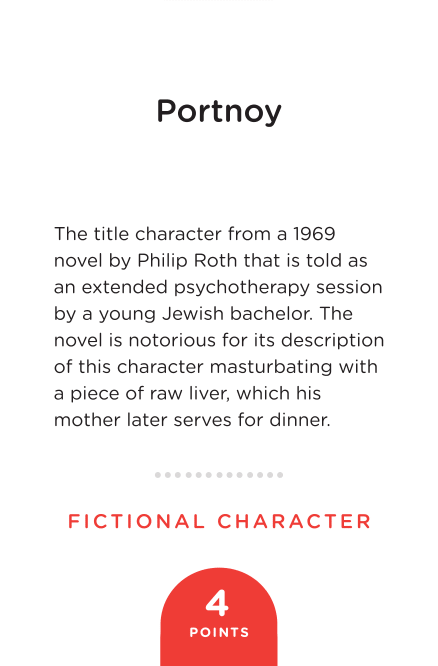 Portnoy
The title character from a 1969
novel by Philip Roth that is told as
an extended psychotherapy session
by a young Jewish bachelor. The
novel is notorious for its description
of this character masturbating with
a piece of raw liver, which his
mother later serves for dinner.
FICTIONAL CHARACTER
4
POINTS